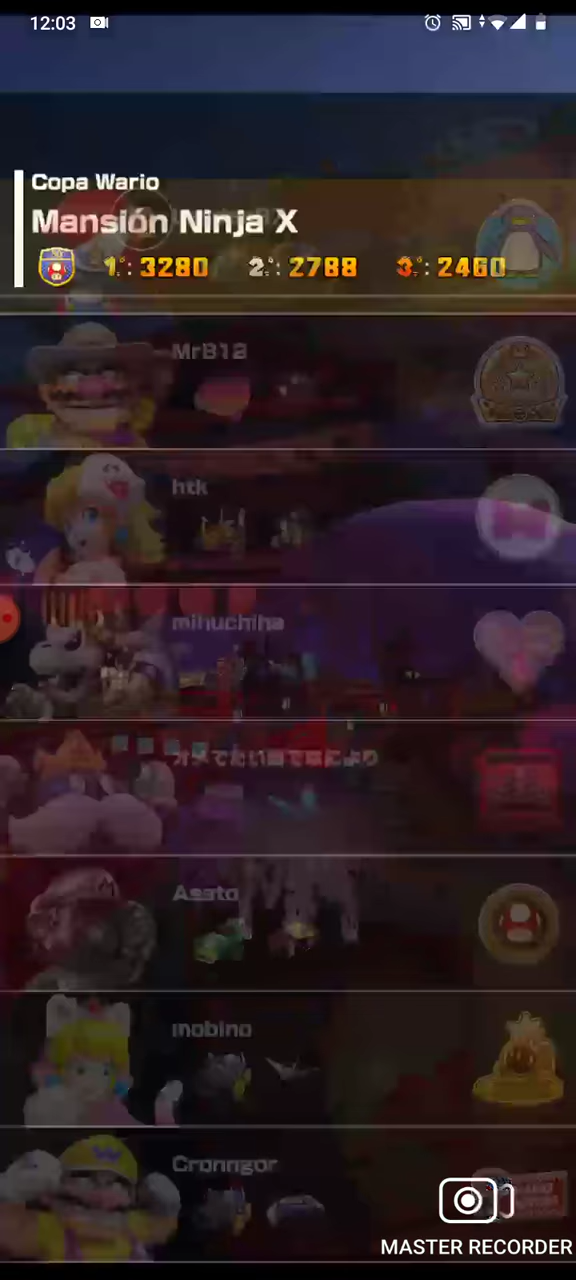 12:03
Copa Wario
Mansión Ninja X
1.º: 3280 2.º: 2788 3.º: 2460
MrB12
htk
mihuchiha
Asato
mobino
Cronngor
MASTER RECORDER